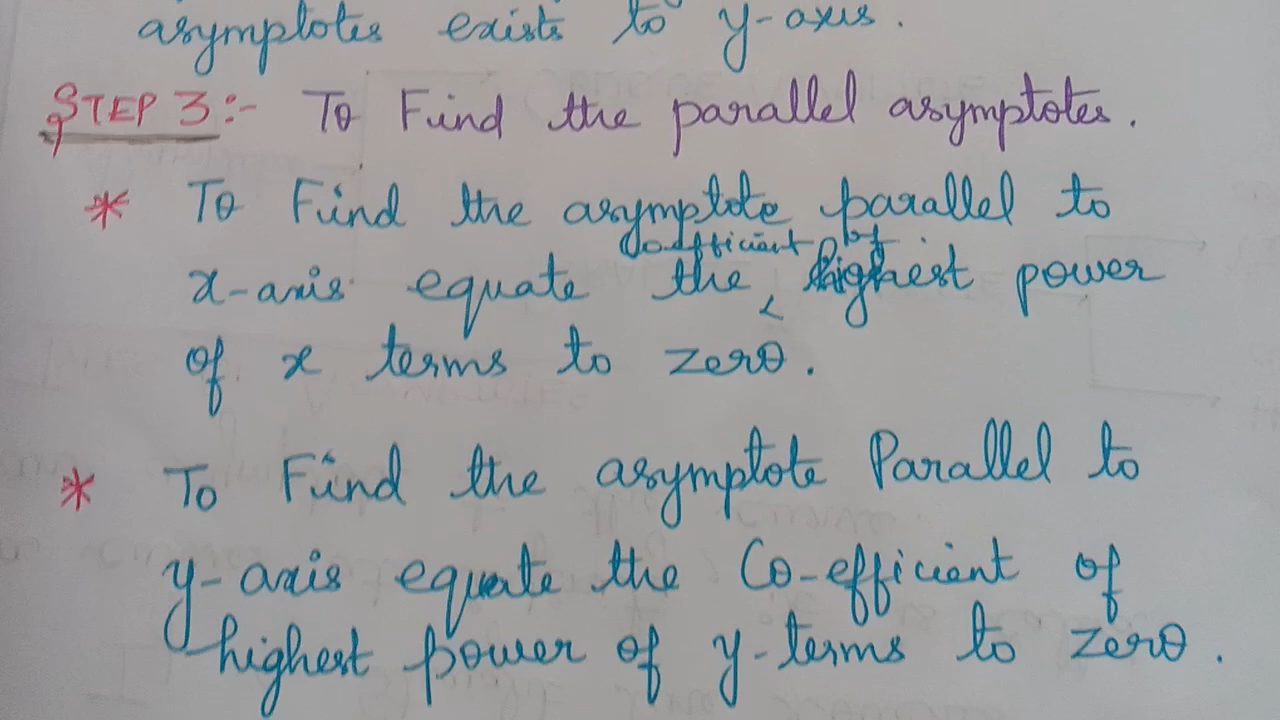 asymptotes exists to y-axis.
STEP 3:- To Find the parallel asymptotes.
* To Find the asymptote parallel to
Co-efficient of
x-axis equate the highest power
of x terms to zero.
* To Find the asymptote Parallel to
y-axis equate the Co-efficient of
highest power of y-terms to zero.